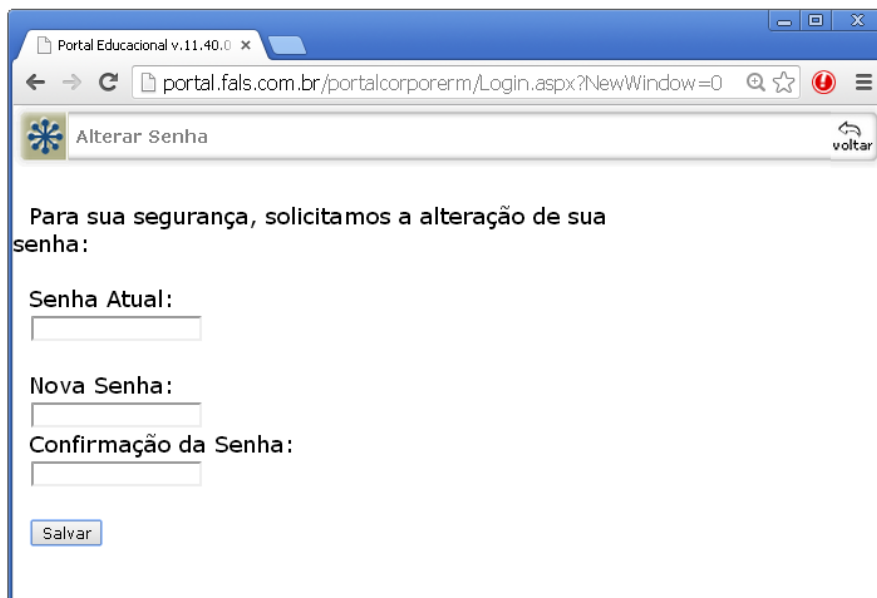 Portal Educacional v.11.40.0
portal.fals.com.br/portalcorporerm/Login.aspx?NewWindow=0
Alterar Senha
voltar
Para sua segurança, solicitamos a alteração de sua
senha:
Senha Atual:
Nova Senha:
Confirmação da Senha:
Salvar